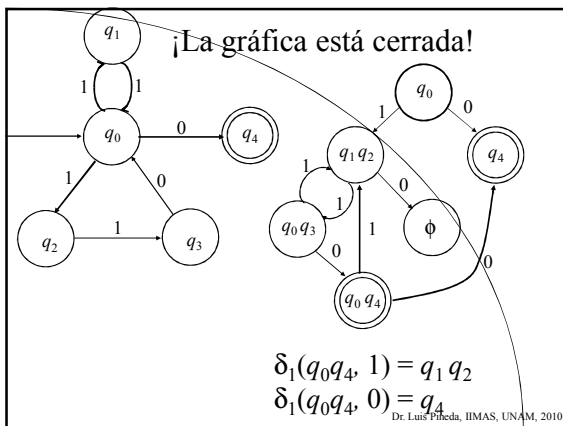 ¡La gráfica está cerrada!
q1
1 1
q0
0
q4
1
0
q2
1
q3
q0
1
0
q1 q2
q4
1
1
0
q0 q3
ϕ
0
1
q0 q4
0
δ1(q0q4, 1) = q1 q2
δ1(q0q4, 0) = q4
Dr. Luis Pineda, IIMAS, UNAM, 2010